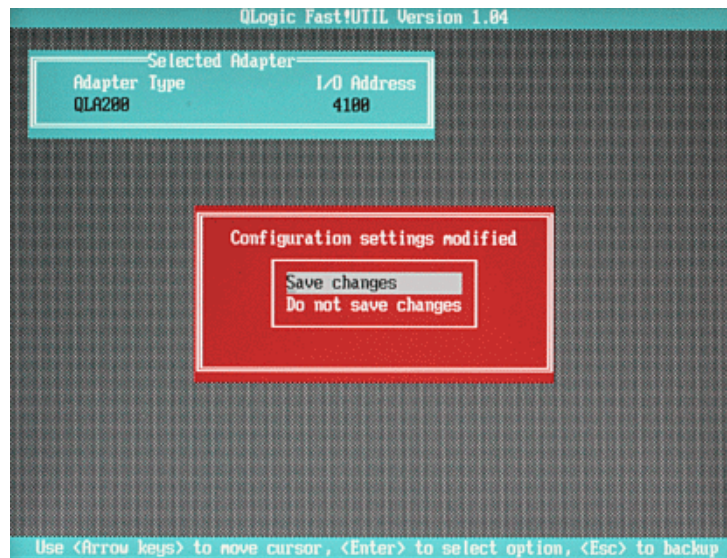 QLogic Fast!UTIL Version 1.04
Selected Adapter
Adapter Type I/O Address
QLA200 4100
Configuration settings modified
Save changes
Do not save changes
Use <Arrow keys> to move cursor, <Enter> to select option, <Esc> to backup